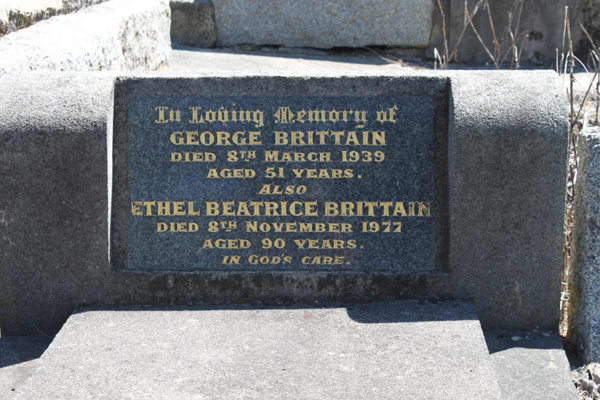 In Loving Memory of
GEORGE BRITTAIN
DIED 8TH MARCH 1939
AGED 51 YEARS.
ALSO
ETHEL BEATRICE BRITTAIN
DIED 8TH NOVEMBER 1977
AGED 90 YEARS.
IN GOD'S CARE.